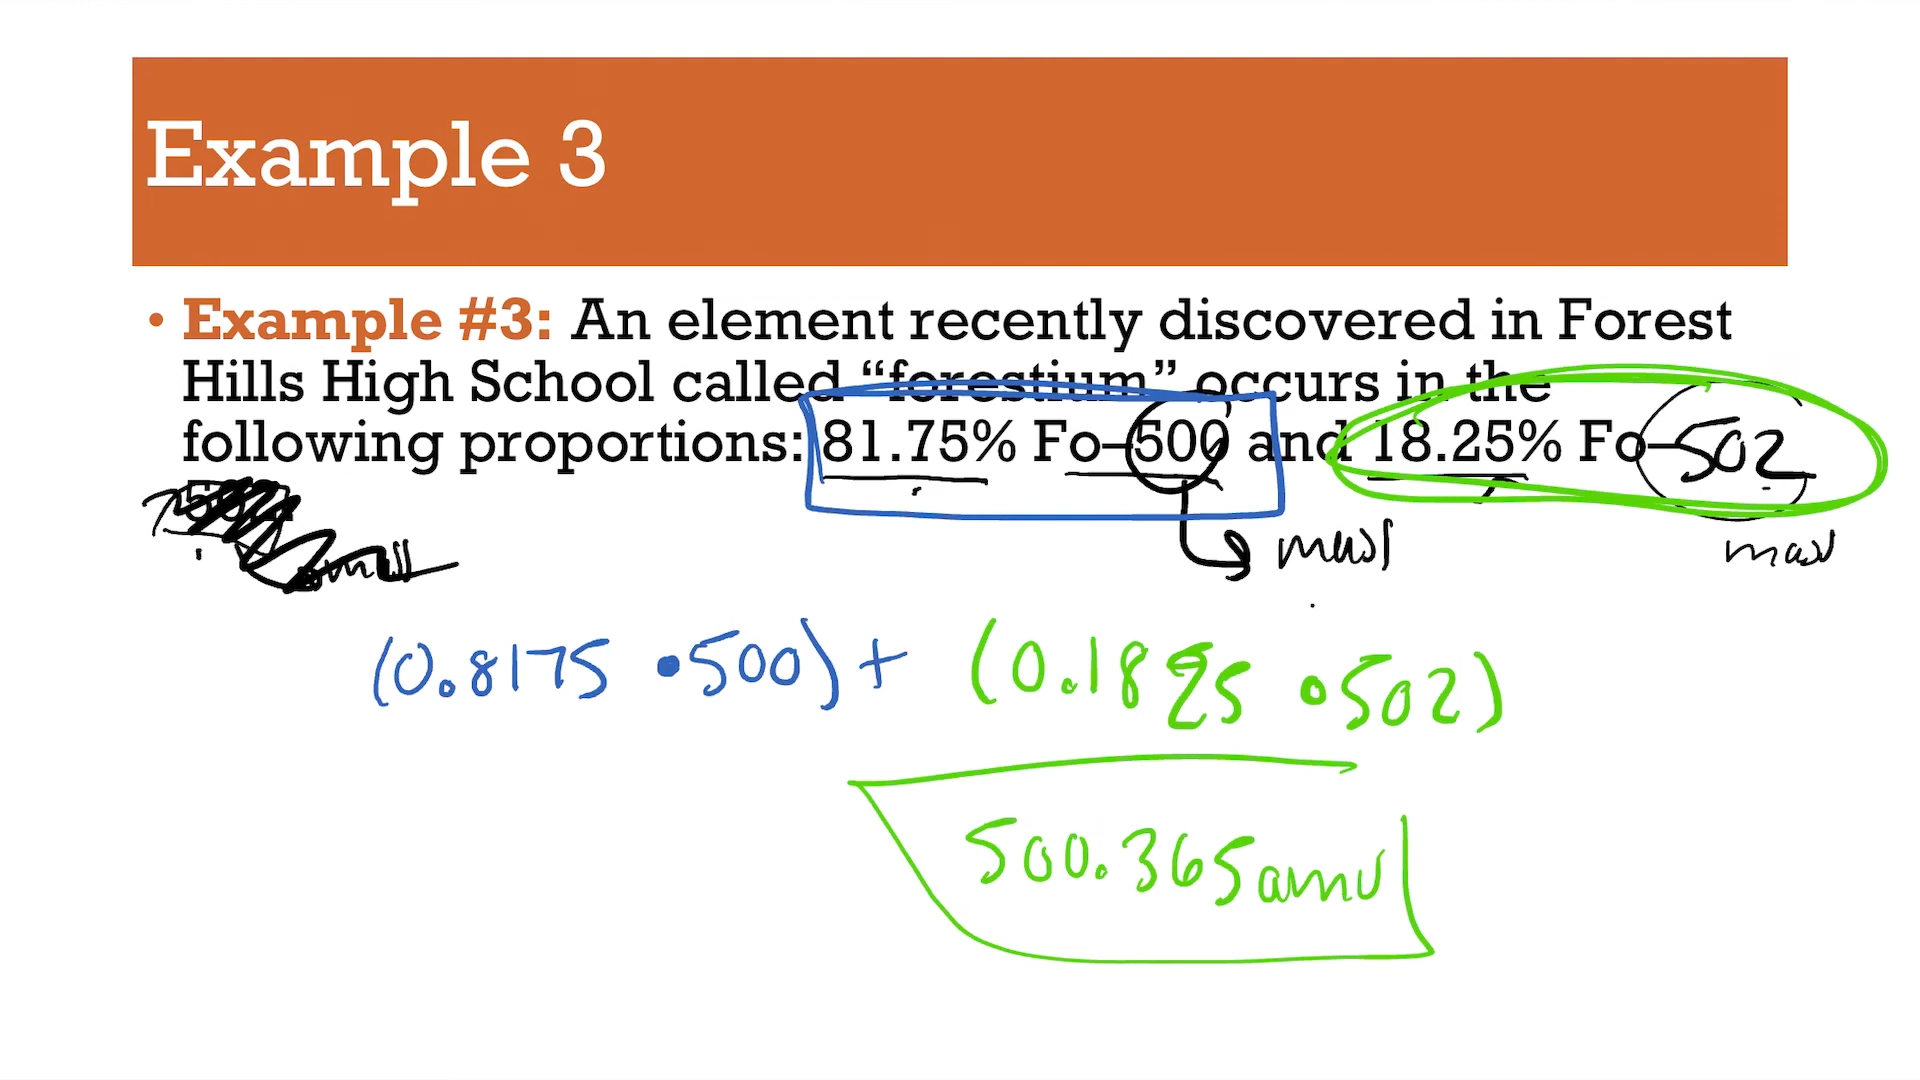 Example 3
• Example #3: An element recently discovered in Forest
Hills High School called “forestium” occurs in the
following proportions: 81.75% Fo–500 and 18.25% Fo–502
mass mass
(0.8175 •500) + (0.1825 •502)
500.365amu